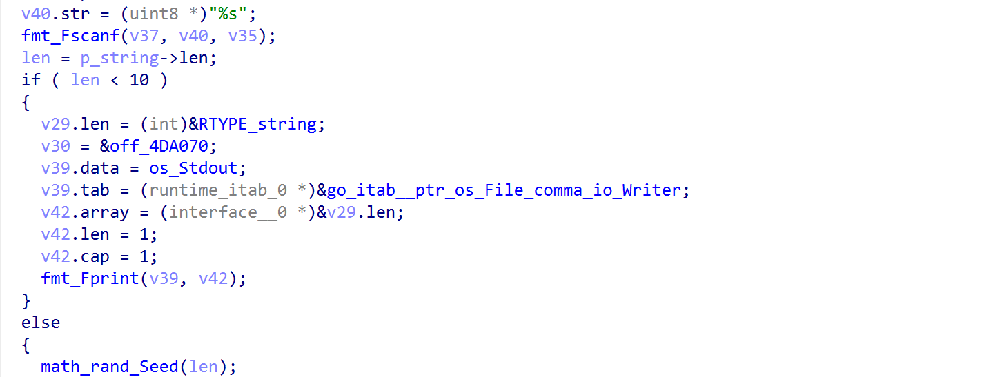 v40.str = (uint8 *)"%s";
fmt_Fscanf(v37, v40, v35);
len = p_string->len;
if ( len < 10 )
{
v29.len = (int)&RTYPE_string;
v30 = &off_4DA070;
v39.data = os_Stdout;
v39.tab = (runtime_itab_0 *)&go_itab__ptr_os_File_comma_io_Writer;
v42.array = (interface__0 *)&v29.len;
v42.len = 1;
v42.cap = 1;
fmt_Fprint(v39, v42);
}
else
{
math_rand_Seed(len);